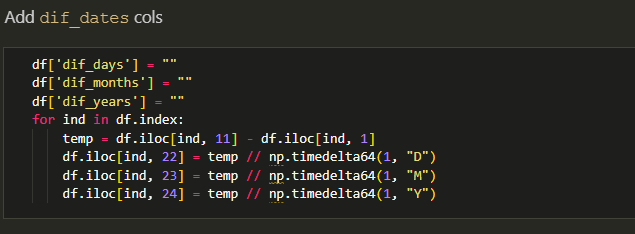 Add dif_dates cols
df['dif_days'] = ""
df['dif_months'] = ""
df['dif_years'] = ""
for ind in df.index:
    temp = df.iloc[ind, 11] - df.iloc[ind, 1]
    df.iloc[ind, 22] = temp // np.timedelta64(1, "D")
    df.iloc[ind, 23] = temp // np.timedelta64(1, "M")
    df.iloc[ind, 24] = temp // np.timedelta64(1, "Y")